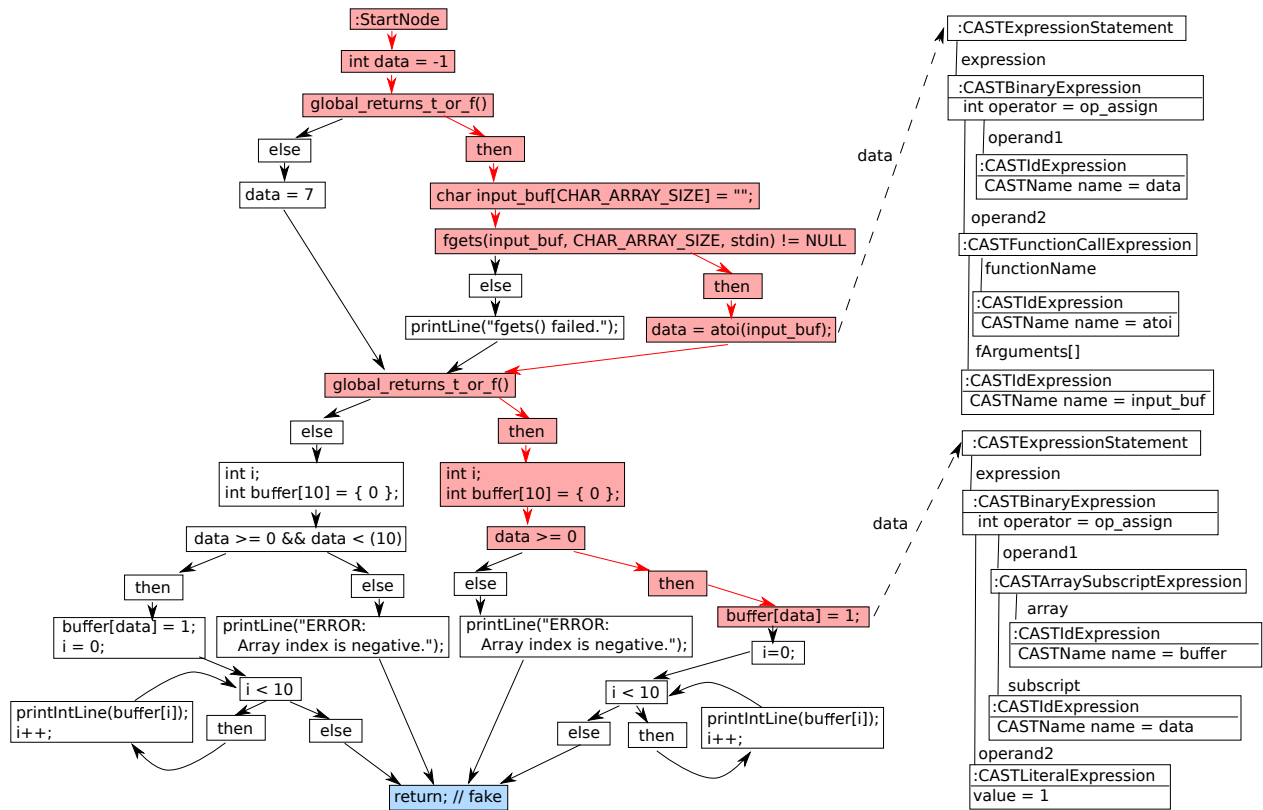 :StartNode
int data = -1
global_returns_t_or_f()
else
then
data = 7
char input_buf[CHAR_ARRAY_SIZE] = "";
fgets(input_buf, CHAR_ARRAY_SIZE, stdin) != NULL
else
then
printLine("fgets() failed.");
data = atoi(input_buf);
global_returns_t_or_f()
else
then
int i;
int buffer[10] = { 0 };
int i;
int buffer[10] = { 0 };
data >= 0 && data < (10)
data >= 0
then
else
else
then
buffer[data] = 1;
i = 0;
printLine("ERROR:
Array index is negative.");
printLine("ERROR:
Array index is negative.");
buffer[data] = 1;
i=0;
i < 10
i < 10
printIntLine(buffer[i]);
i++;
then
else
else
then
printIntLine(buffer[i]);
i++;
return; // fake
data
data
:CASTExpressionStatement
expression
:CASTBinaryExpression
int operator = op_assign
operand1
:CASTIdExpression
CASTName name = data
operand2
:CASTFunctionCallExpression
functionName
:CASTIdExpression
CASTName name = atoi
fArguments[]
:CASTIdExpression
CASTName name = input_buf
:CASTExpressionStatement
expression
:CASTBinaryExpression
int operator = op_assign
operand1
:CASTArraySubscriptExpression
array
:CASTIdExpression
CASTName name = buffer
subscript
:CASTIdExpression
CASTName name = data
operand2
:CASTLiteralExpression
value = 1